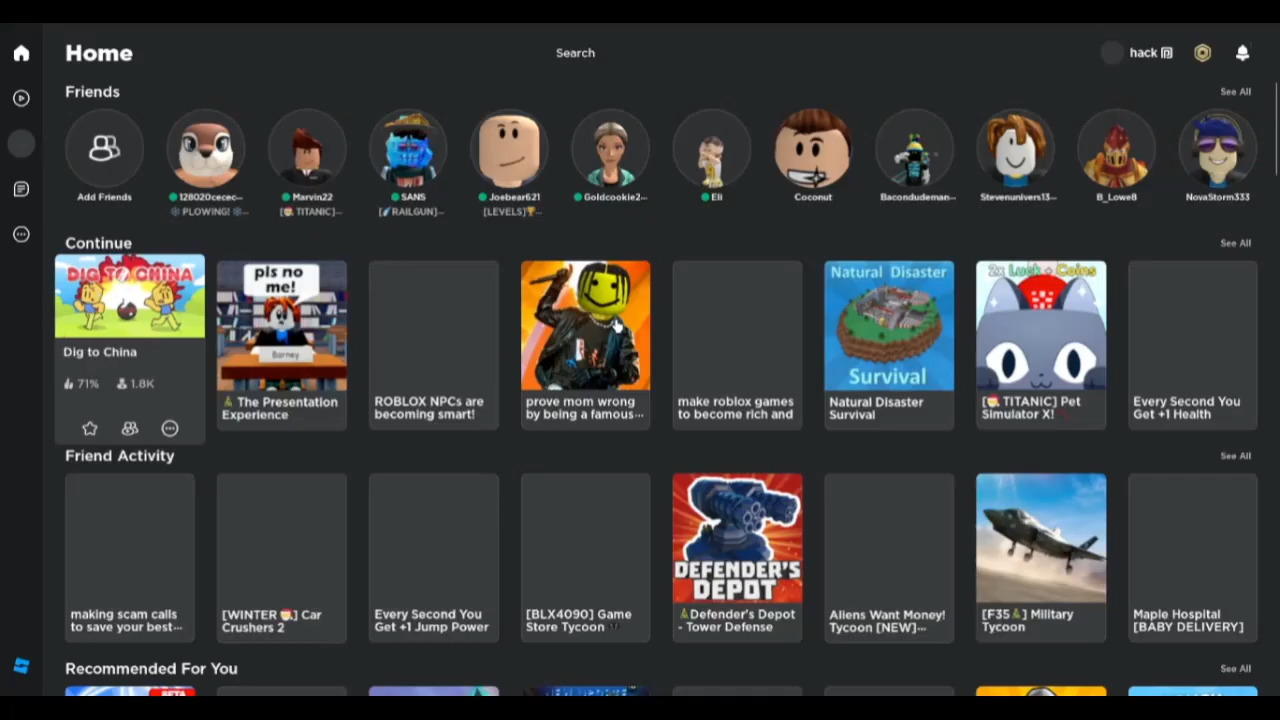 Home
Search
hack
Friends
See All
Add Friends
128020cecec...
Marvin22
SANS
Joebear621
Goldcookie2...
Eli
Coconut
Bacondudeman...
Stevenunivers13...
B_Lowe8
NovaStorm333
PLOWING!
[TITANIC]...
[RAILGUN]...
[LEVELS]...
Continue
See All
DIG TO CHINA
Dig to China
71% 1.8K
pls no
me!
Barney
The Presentation
Experience
ROBLOX NPCs are
becoming smart!
prove mom wrong
by being a famous...
make roblox games
to become rich and
Natural Disaster
Survival
Natural Disaster
Survival
2x Luck + Coins
[TITANIC] Pet
Simulator X!
Every Second You
Get +1 Health
Friend Activity
See All
making scam calls
to save your best...
[WINTER] Car
Crushers 2
Every Second You
Get +1 Jump Power
[BLX4090] Game
Store Tycoon
DEFENDER'S
DEPOT
Defender's Depot
- Tower Defense
Aliens Want Money!
Tycoon [NEW]...
[F35] Military
Tycoon
Maple Hospital
[BABY DELIVERY]
Recommended For You
See All
BETA